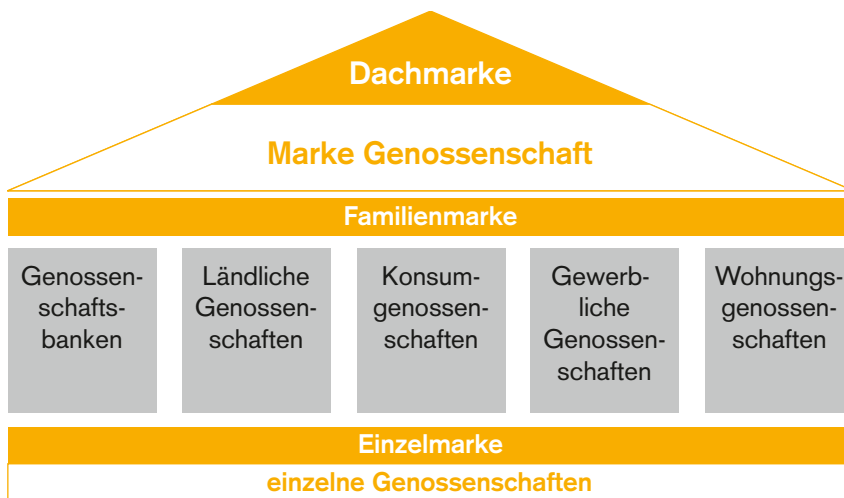 Dachmarke
Marke Genossenschaft
Familienmarke
Genossen-
schafts-
banken
Ländliche
Genossen-
schaften
Konsum-
genossen-
schaften
Gewerb-
liche
Genossen-
schaften
Wohnungs-
genossen-
schaften
Einzelmarke
einzelne Genossenschaften